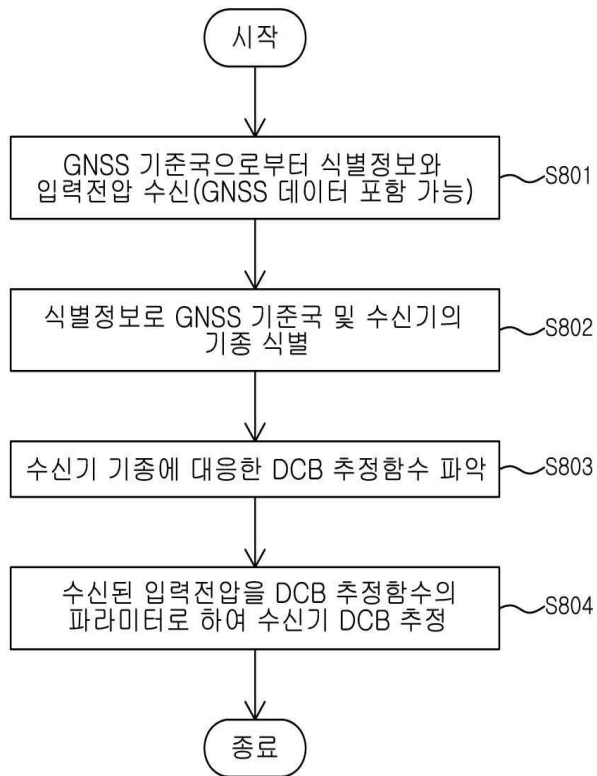 시작
GNSS 기준국으로부터 식별정보와
입력전압 수신(GNSS 데이터 포함 가능)
S801
식별정보로 GNSS 기준국 및 수신기의
기종 식별
S802
수신기 기종에 대응한 DCB 추정함수 파악
S803
수신된 입력전압을 DCB 추정함수의
파라미터로 하여 수신기 DCB 추정
S804
종료